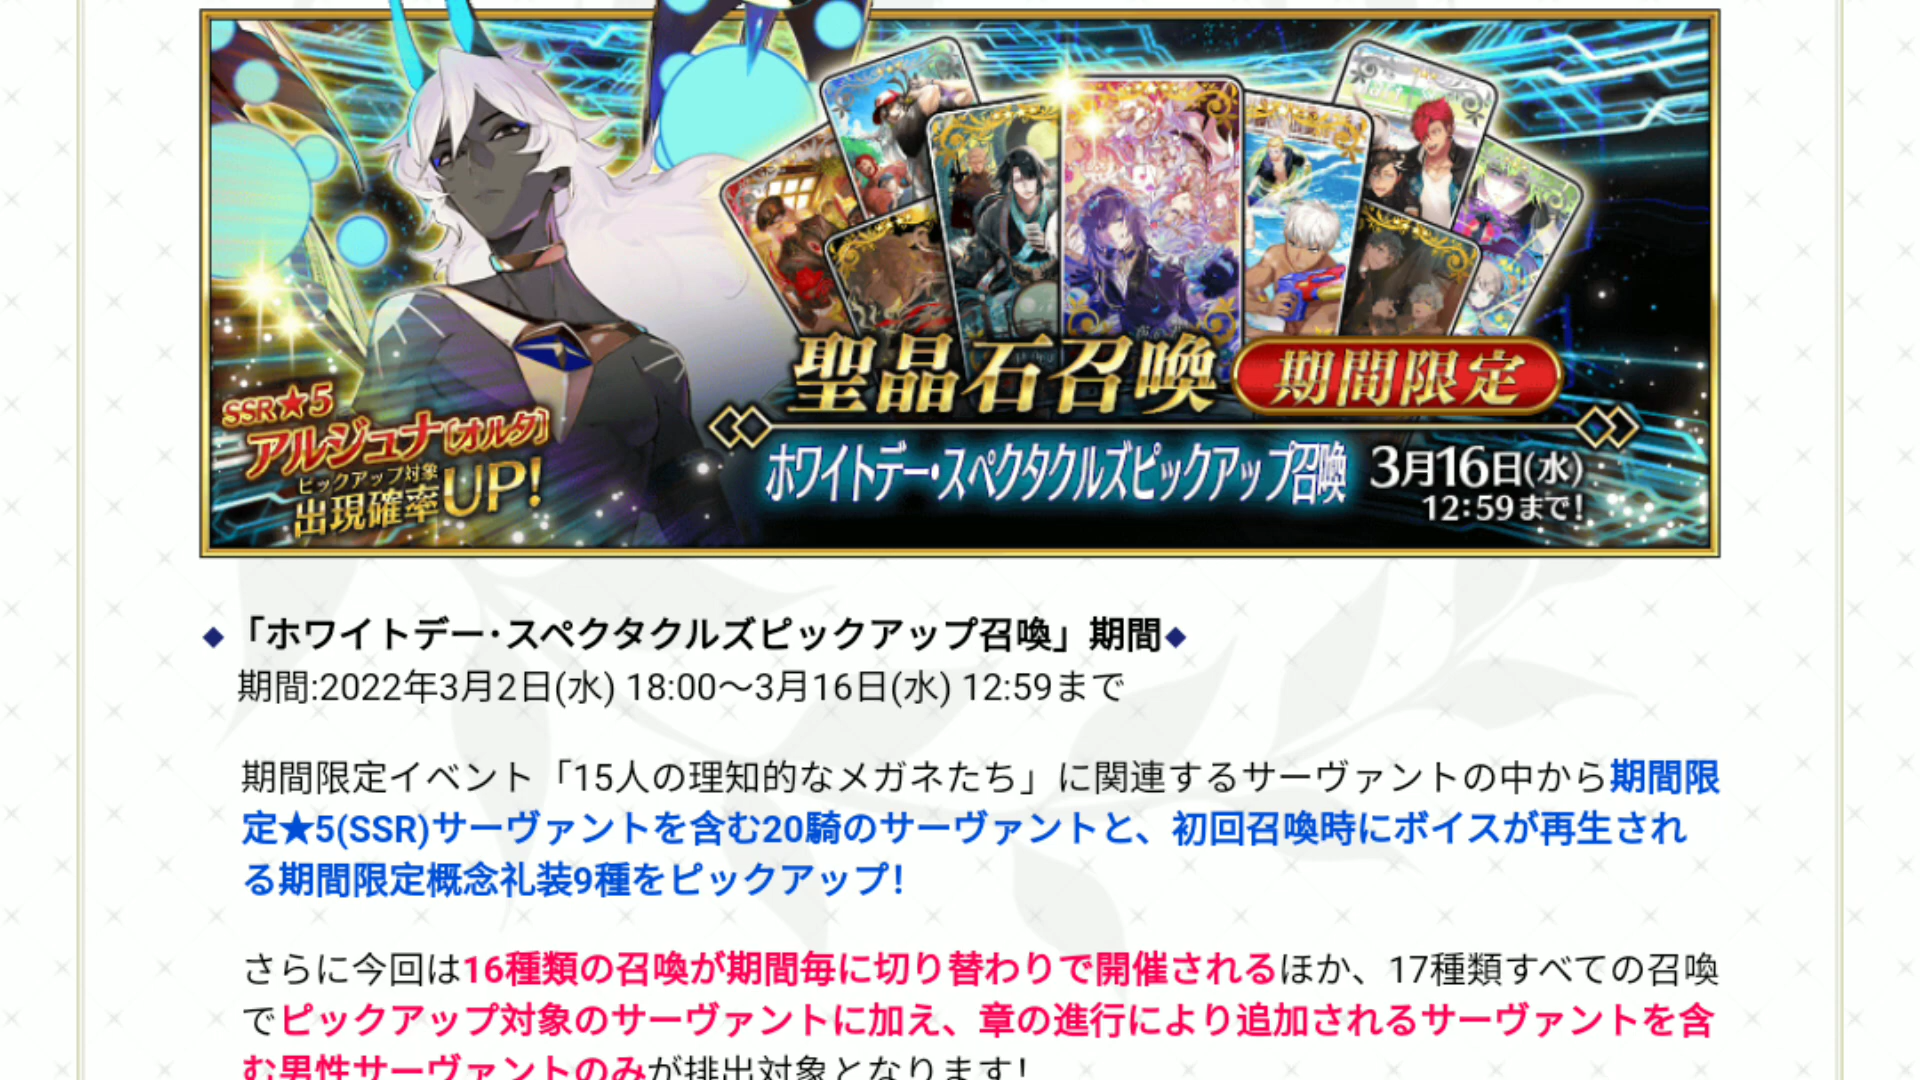 SSR★5
アルジュナ〔オルタ〕
ピックアップ対象
出現確率UP!
聖晶石召喚 期間限定
ホワイトデー・スペクタクルズピックアップ召喚 3月16日(水)
12:59まで!
◆「ホワイトデー・スペクタクルズピックアップ召喚」期間◆
期間:2022年3月2日(水) 18:00～3月16日(水) 12:59まで
期間限定イベント「15人の理知的なメガネたち」に関連するサーヴァントの中から期間限
定★5(SSR)サーヴァントを含む20騎のサーヴァントと、初回召喚時にボイスが再生され
る期間限定概念礼装9種をピックアップ!
さらに今回は16種類の召喚が期間毎に切り替わりで開催されるほか、17種類すべての召喚
でピックアップ対象のサーヴァントに加え、章の進行により追加されるサーヴァントを含
む男性サーヴァントのみが排出対象となります!